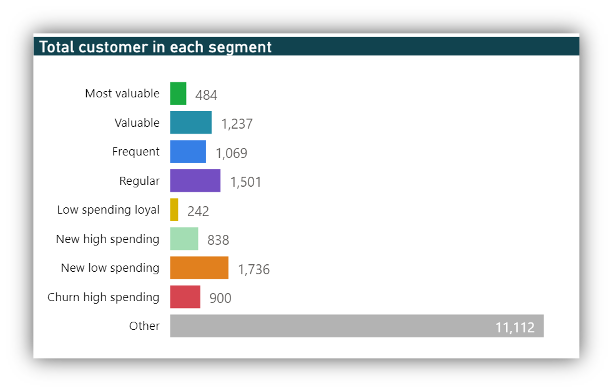 Total customer in each segment
Most valuable 484
Valuable 1,237
Frequent 1,069
Regular 1,501
Low spending loyal 242
New high spending 838
New low spending 1,736
Churn high spending 900
Other 11,112